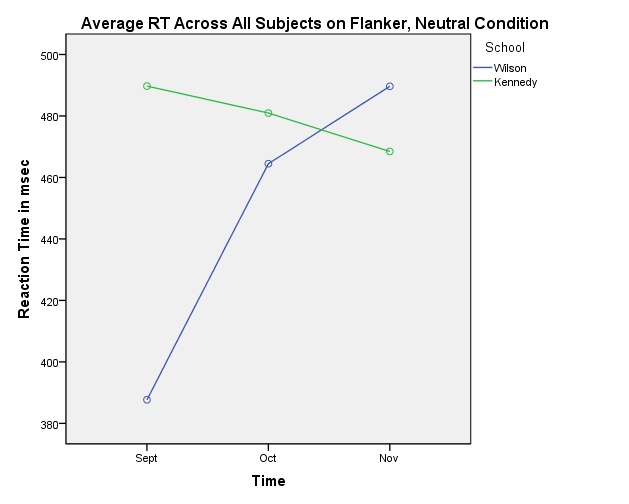 Average RT Across All Subjects on Flanker, Neutral Condition
School
Wilson
Kennedy
500
480
460
440
420
400
380
Reaction Time in msec
Sept
Oct
Nov
Time